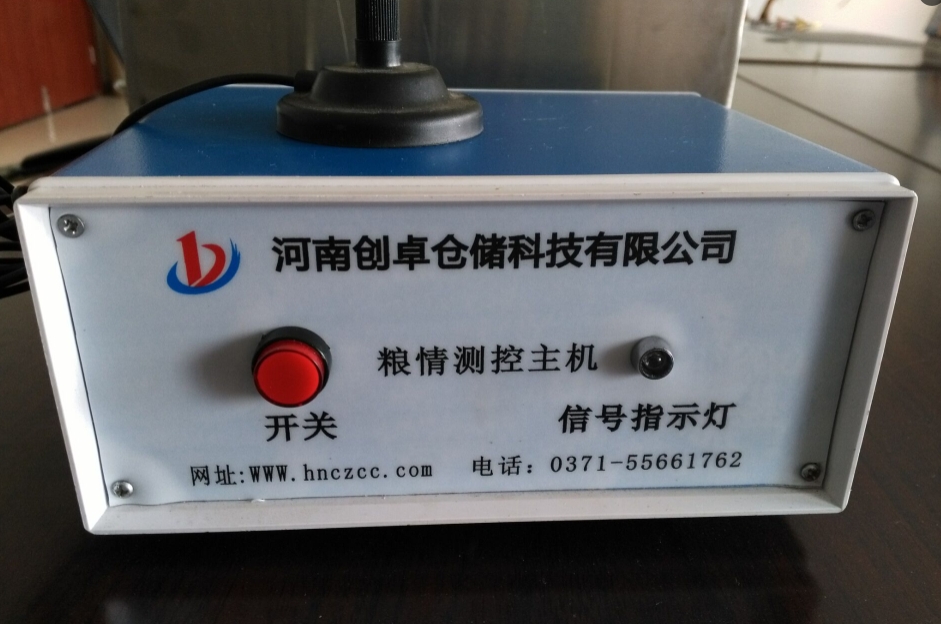 河南创卓仓储科技有限公司
粮情测控主机
开关
信号指示灯
网址:WWW.hnczcc.com 电话：0371-55661762